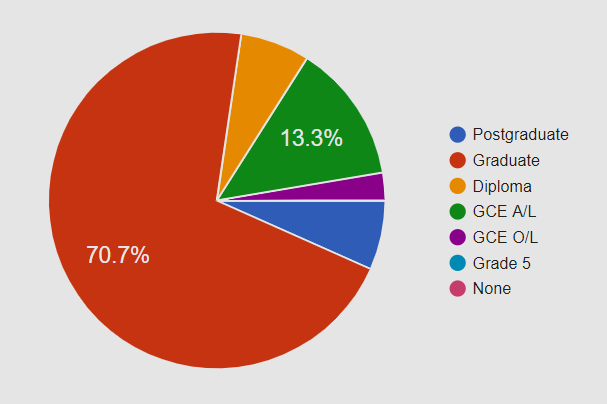 13.3%
70.7%
Postgraduate
Graduate
Diploma
GCE A/L
GCE O/L
Grade 5
None